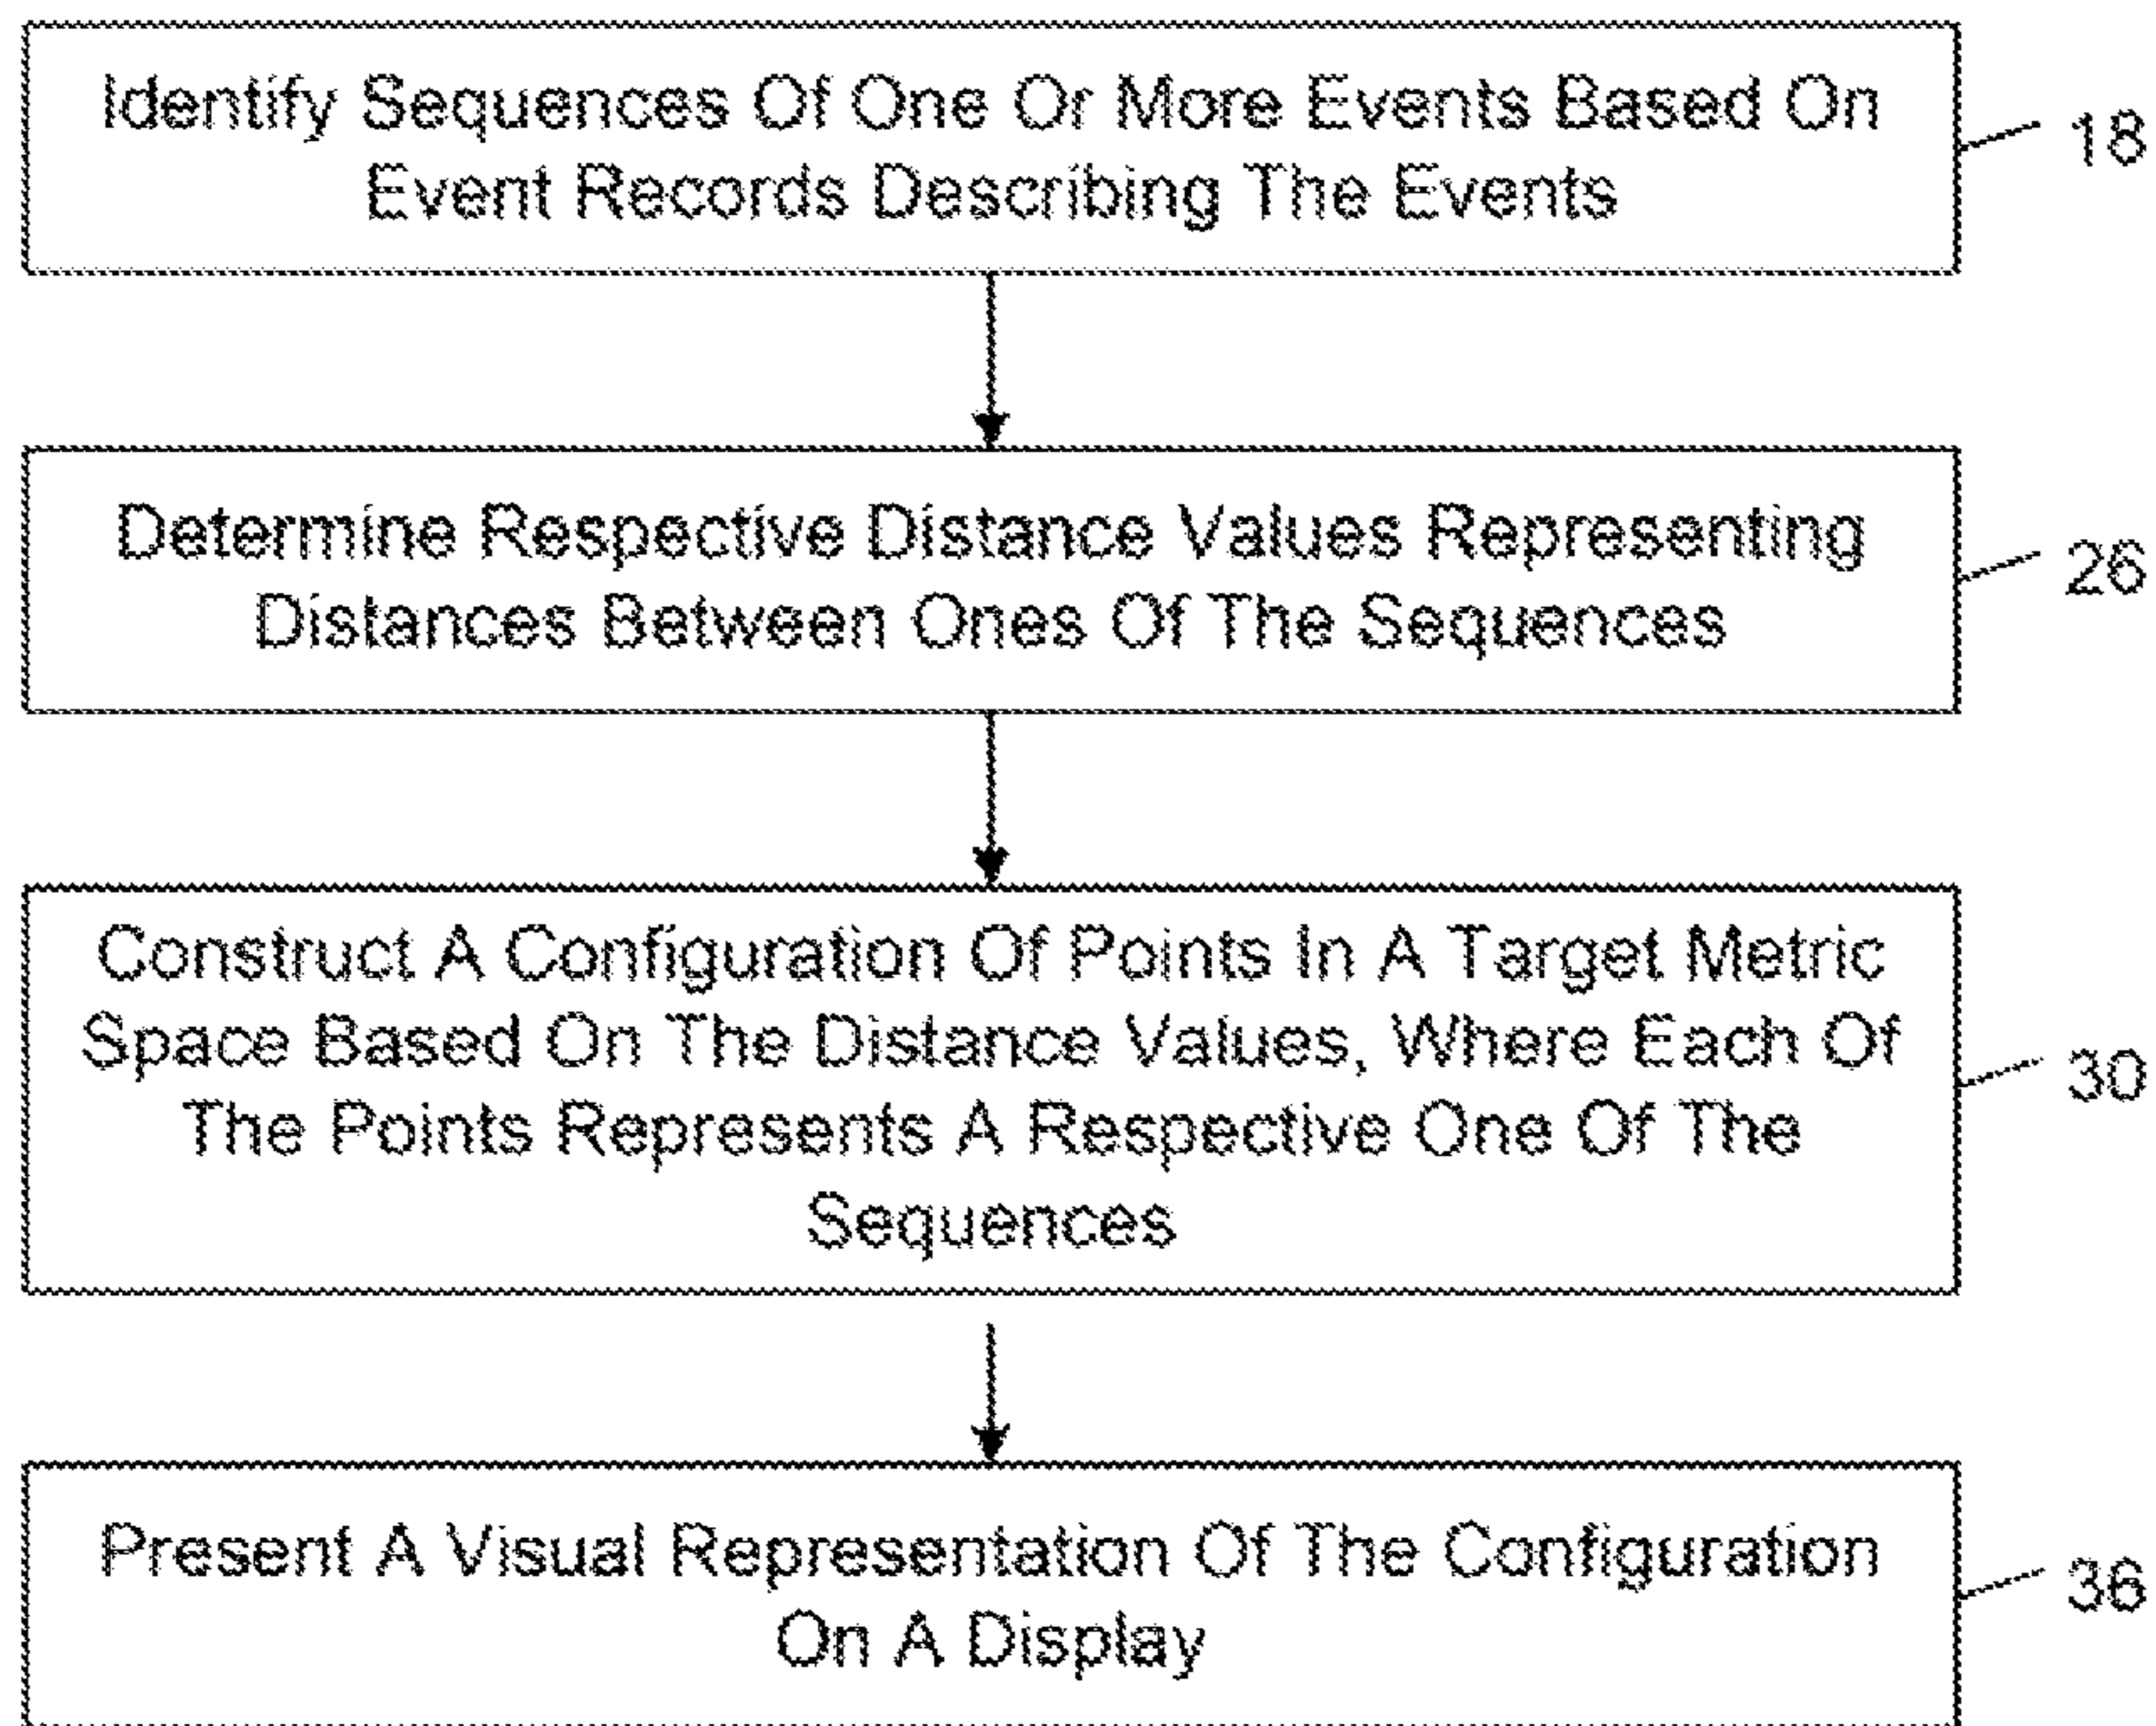 Identify Sequences Of One Or More Events Based On
Event Records Describing The Events
18
Determine Respective Distance Values Representing
Distances Between Ones Of The Sequences
26
Construct A Configuration Of Points In A Target Metric
Space Based On The Distance Values, Where Each Of
The Points Represents A Respective One Of The
Sequences
30
Present A Visual Representation Of The Configuration
On A Display
36